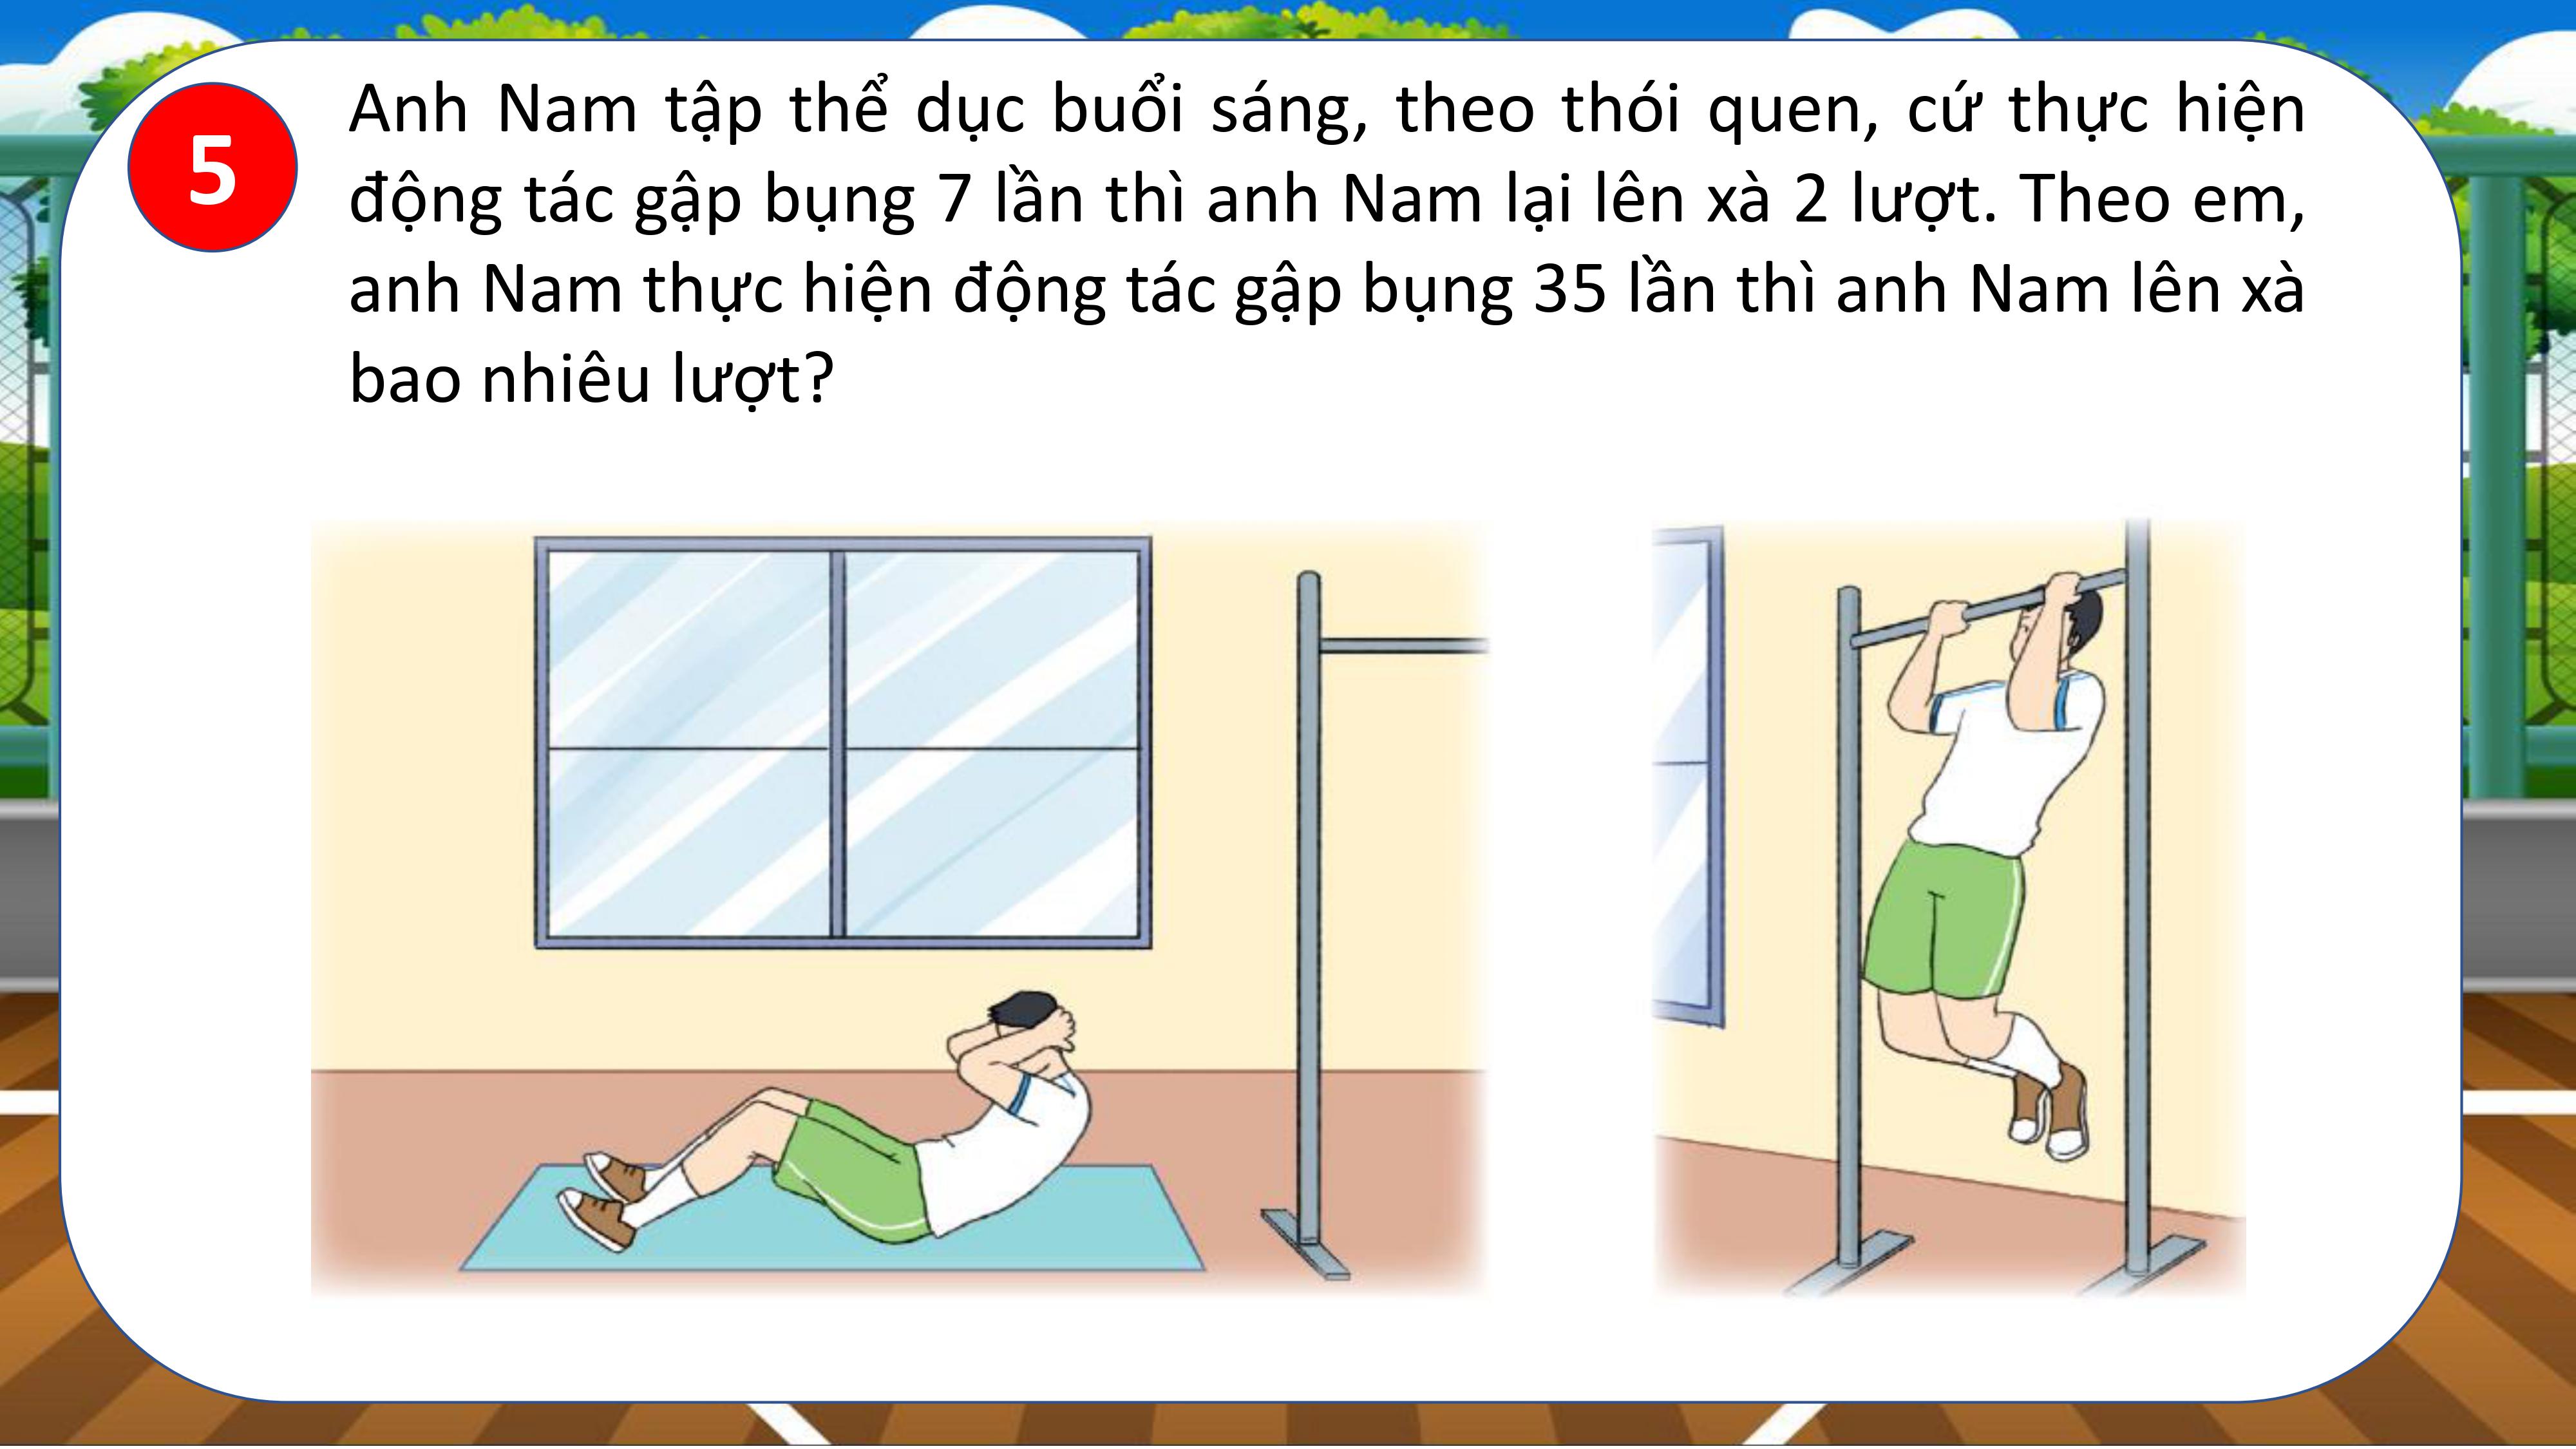 5
Anh Nam tập thể dục buổi sáng, theo thói quen, cứ thực hiện
động tác gập bụng 7 lần thì anh Nam lại lên xà 2 lượt. Theo em,
anh Nam thực hiện động tác gập bụng 35 lần thì anh Nam lên xà
bao nhiêu lượt?